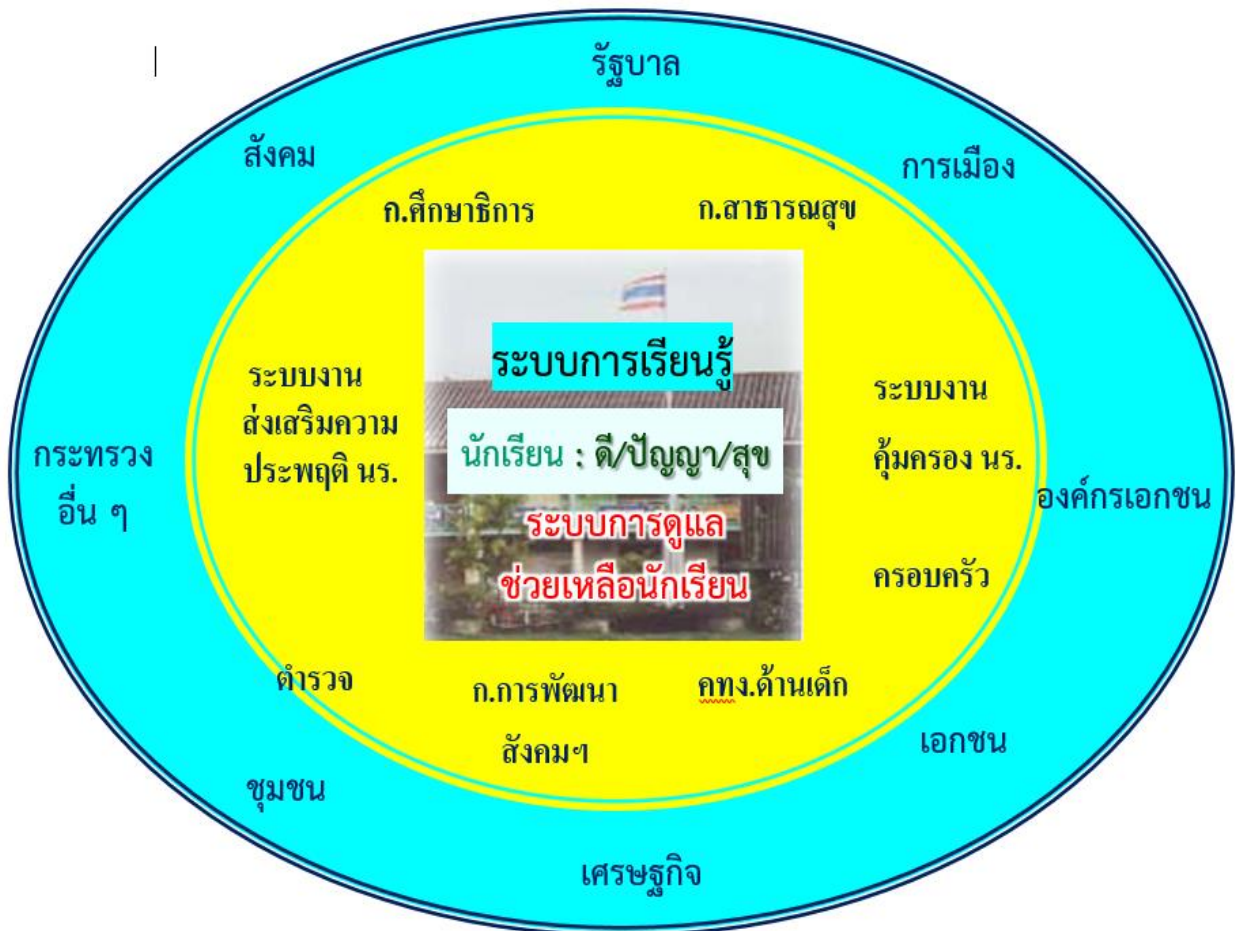 รัฐบาล
สังคม
การเมือง
ก.ศึกษาธิการ
ก.สาธารณสุข
ระบบการเรียนรู้
ระบบงาน
ส่งเสริมความ
ประพฤติ นร.
ระบบงาน
คุ้มครอง นร.
นักเรียน : ดี/ปัญญา/สุข
กระทรวง
อื่น ๆ
องค์กรเอกชน
ระบบการดูแล
ช่วยเหลือนักเรียน
ครอบครัว
ตำรวจ
ก.การพัฒนา
สังคมฯ
คทง.ด้านเด็ก
เอกชน
ชุมชน
เศรษฐกิจ